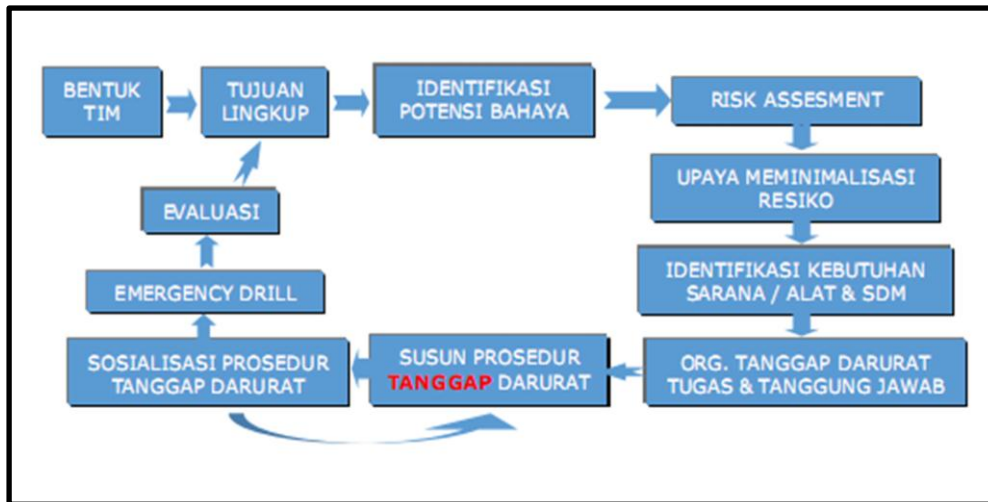 BENTUK
TIM
TUJUAN
LINGKUP
IDENTIFIKASI
POTENSI BAHAYA
RISK ASSESMENT
UPAYA MEMINIMALISASI
RESIKO
IDENTIFIKASI KEBUTUHAN
SARANA / ALAT & SDM
ORG. TANGGAP DARURAT
TUGAS & TANGGUNG JAWAB
SUSUN PROSEDUR
TANGGAP DARURAT
SOSIALISASI PROSEDUR
TANGGAP DARURAT
EMERGENCY DRILL
EVALUASI